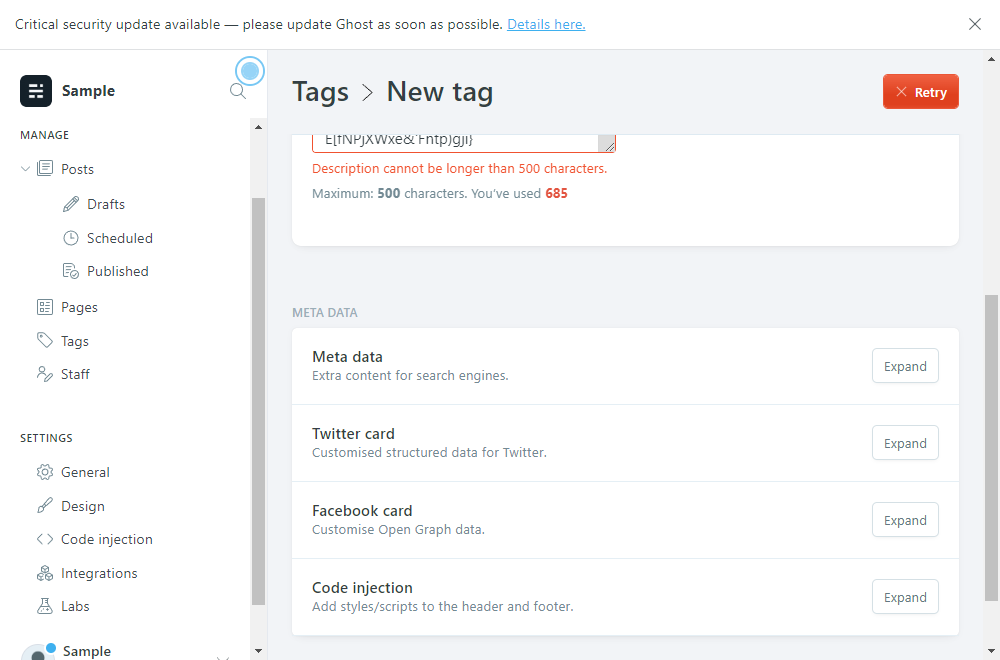 Critical security update available — please update Ghost as soon as possible. Details here.
Sample
MANAGE
Posts
Drafts
Scheduled
Published
Pages
Tags
Staff
SETTINGS
General
Design
Code injection
Integrations
Labs
Sample
Tags > New tag
Retry
Description cannot be longer than 500 characters.
Maximum: 500 characters. You've used 685
META DATA
Meta data
Extra content for search engines.
Expand
Twitter card
Customised structured data for Twitter.
Expand
Facebook card
Customise Open Graph data.
Expand
Code injection
Add styles/scripts to the header and footer.
Expand